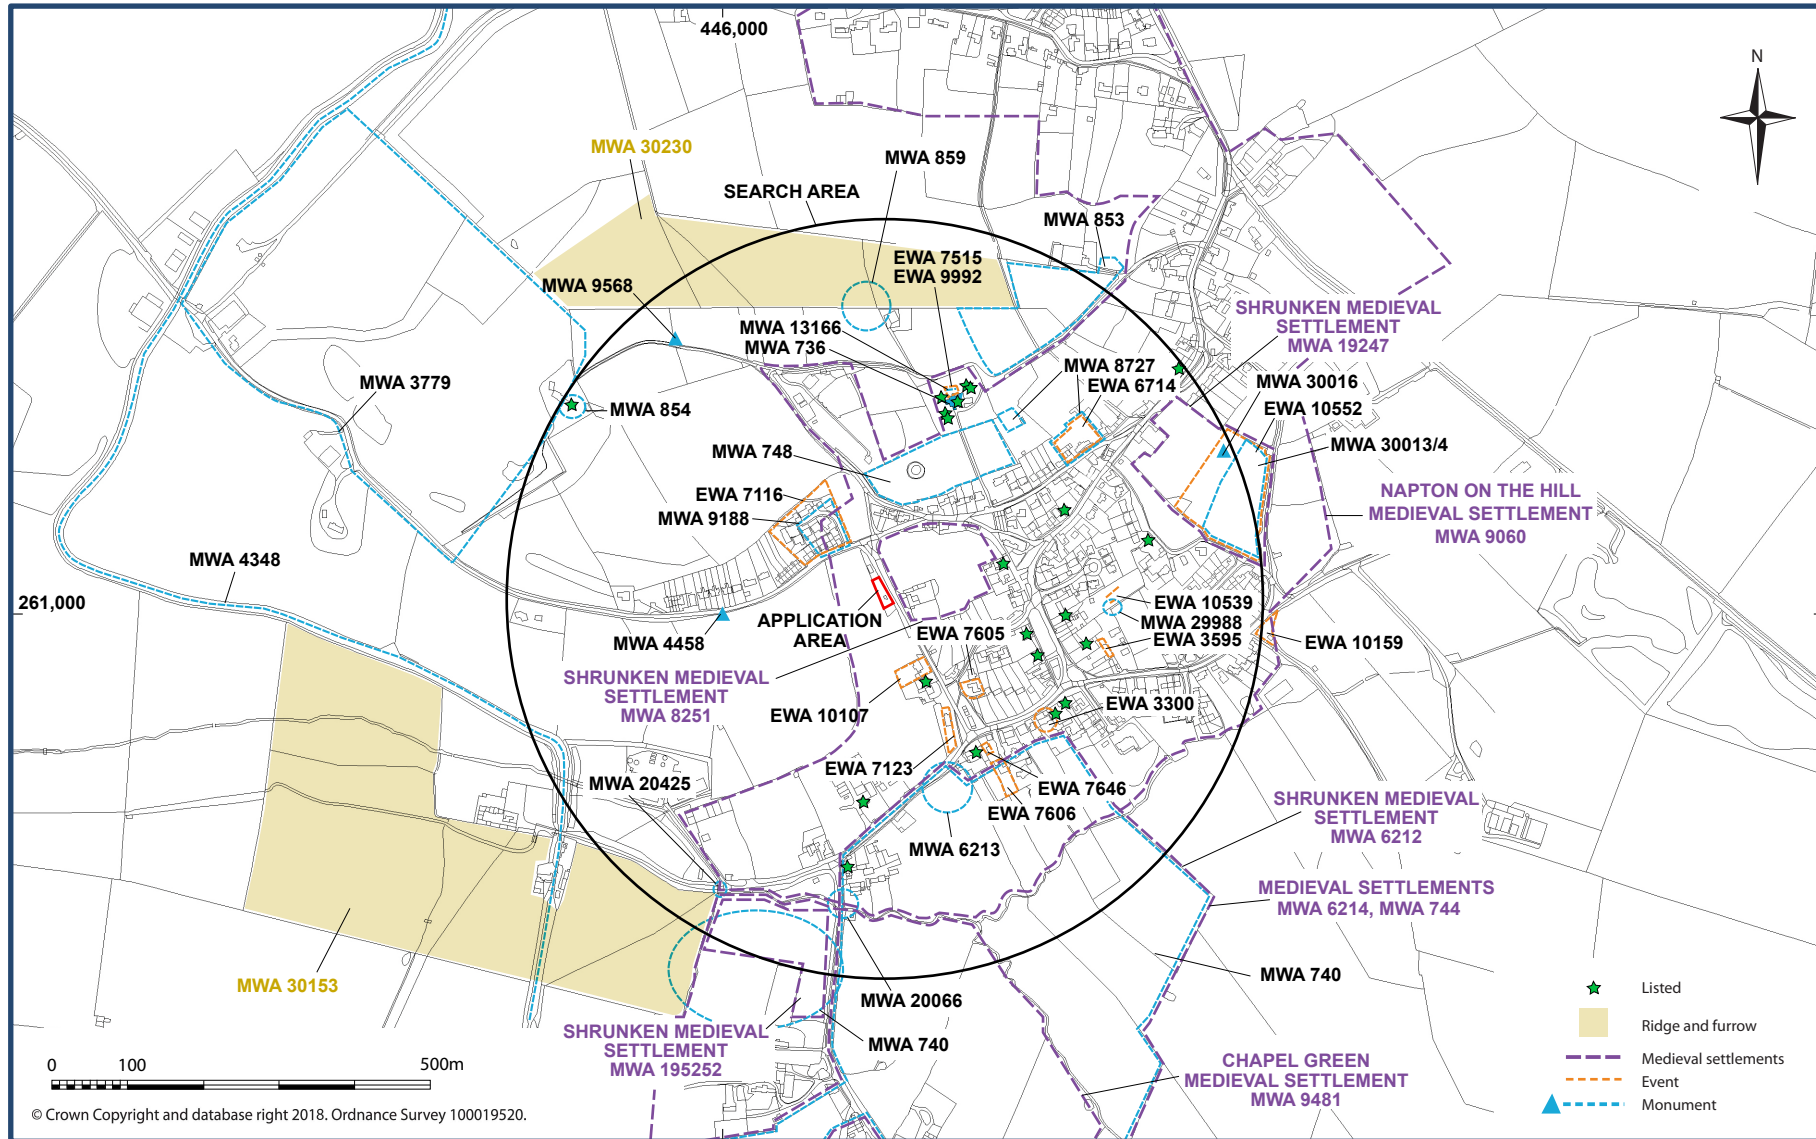 446,000
N
MWA 30230
MWA 859
SEARCH AREA
MWA 853
EWA 7515
EWA 9992
MWA 9568
SHRUNKEN MEDIEVAL
SETTLEMENT
MWA 19247
MWA 13166
MWA 736
MWA 8727
EWA 6714
MWA 3779
MWA 30016
MWA 854
EWA 10552
MWA 30013/4
MWA 748
EWA 7116
MWA 9188
NAPTON ON THE HILL
MEDIEVAL SETTLEMENT
MWA 9060
MWA 4348
261,000
APPLICATION
AREA
EWA 10539
MWA 29988
EWA 3595
MWA 4458
EWA 7605
EWA 10159
SHRUNKEN MEDIEVAL
SETTLEMENT
MWA 8251
EWA 10107
EWA 3300
EWA 7123
MWA 20425
EWA 7646
EWA 7606
SHRUNKEN MEDIEVAL
SETTLEMENT
MWA 6212
MWA 6213
MEDIEVAL SETTLEMENTS
MWA 6214, MWA 744
MWA 30153
MWA 740
MWA 20066
SHRUNKEN MEDIEVAL
SETTLEMENT
MWA 195252
MWA 740
CHAPEL GREEN
MEDIEVAL SETTLEMENT
MWA 9481
Listed
Ridge and furrow
Medieval settlements
Event
Monument
0 100 500m
© Crown Copyright and database right 2018. Ordnance Survey 100019520.